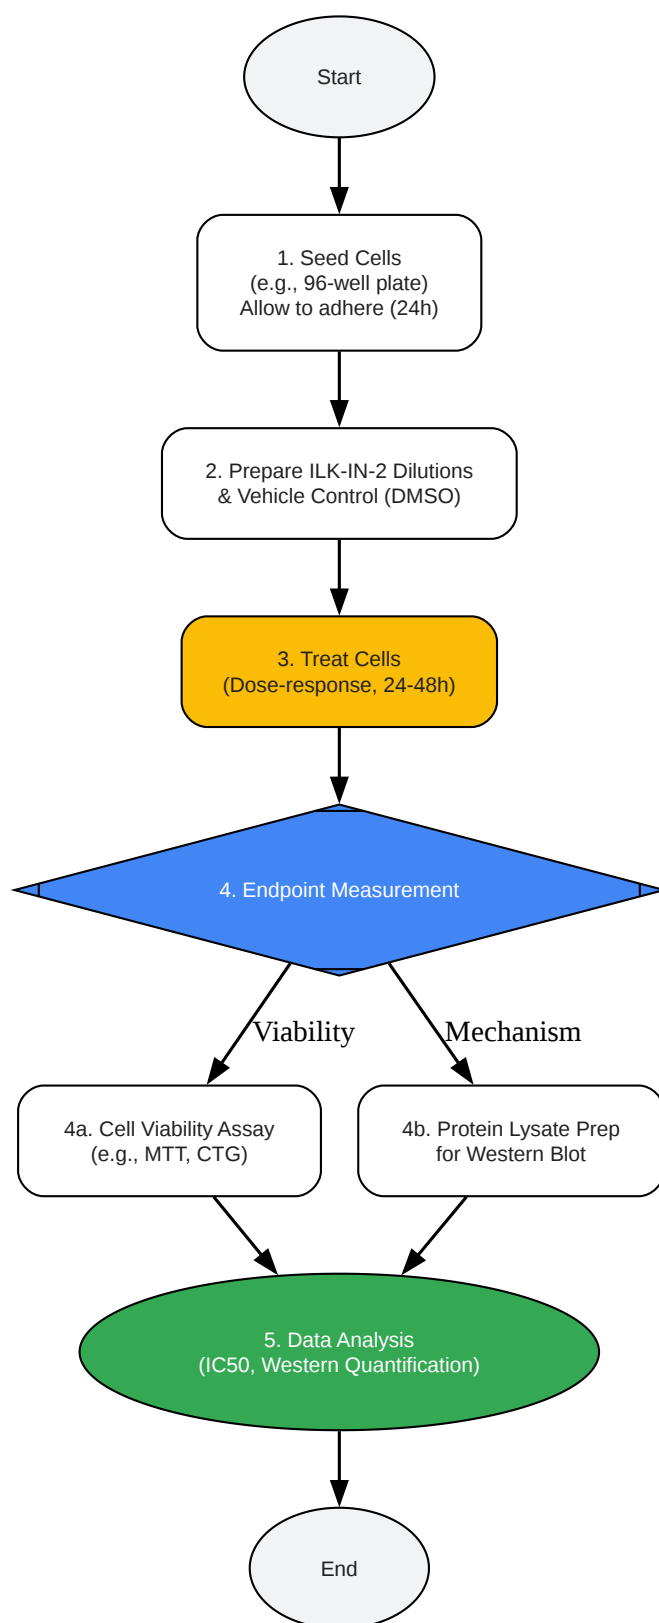 Start
1. Seed Cells
(e.g., 96-well plate)
Allow to adhere (24h)
2. Prepare ILK-IN-2 Dilutions
& Vehicle Control (DMSO)
3. Treat Cells
(Dose-response, 24-48h)
4. Endpoint Measurement
Viability
Mechanism
4a. Cell Viability Assay
(e.g., MTT, CTG)
4b. Protein Lysate Prep
for Western Blot
5. Data Analysis
(IC50, Western Quantification)
End